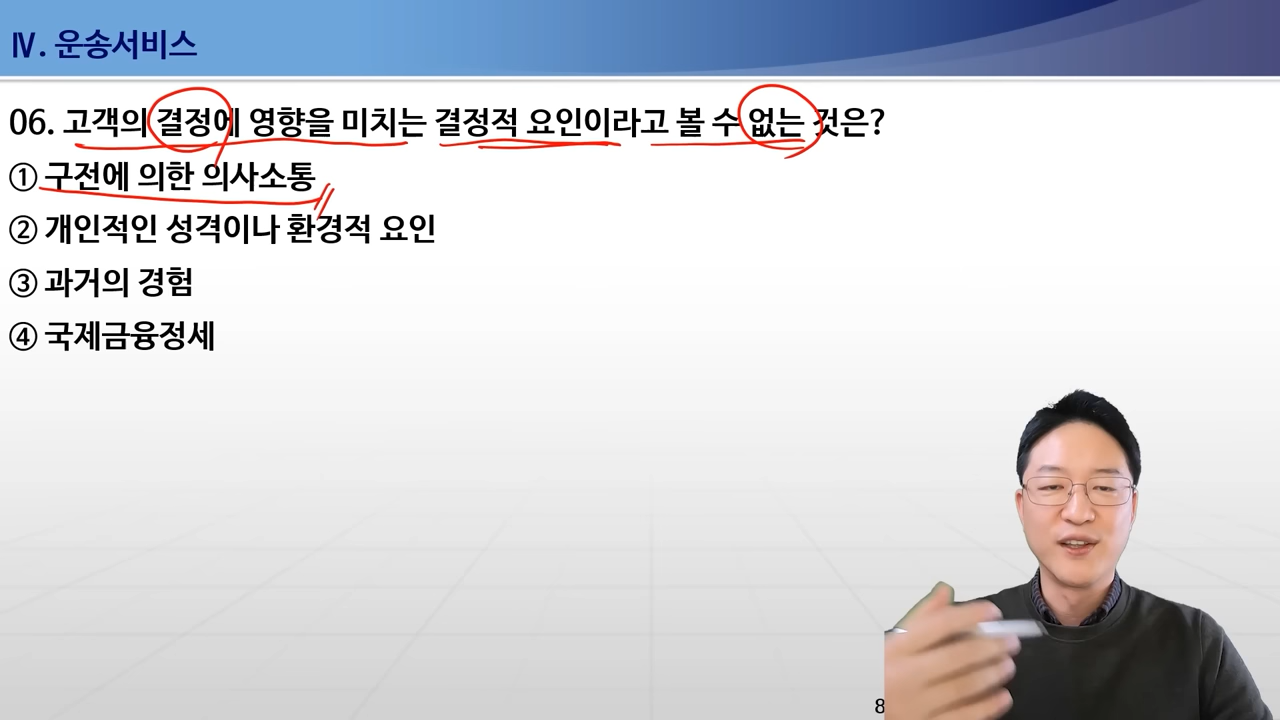 Ⅳ. 운송서비스
06. 고객의 결정에 영향을 미치는 결정적 요인이라고 볼 수 없는 것은?
① 구전에 의한 의사소통
② 개인적인 성격이나 환경적 요인
③ 과거의 경험
④ 국제금융정세
8